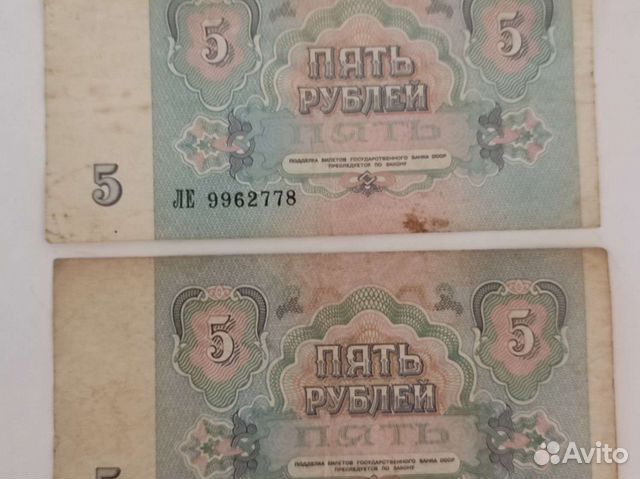 5 5
ПЯТЬ
РУБЛЕЙ
ПЯТЬ
ПОДДЕЛКА БИЛЕТОВ ГОСУДАРСТВЕННОГО БАНКА СССР
ПРЕСЛЕДУЕТСЯ ПО ЗАКОНУ
5
ЛЕ 9962778
5 5
ПЯТЬ
РУБЛЕЙ
ПЯТЬ
ПОДДЕЛКА БИЛЕТОВ ГОСУДАРСТВЕННОГО БАНКА СССР
ПРЕСЛЕДУЕТСЯ ПО ЗАКОНУ
5
Avito